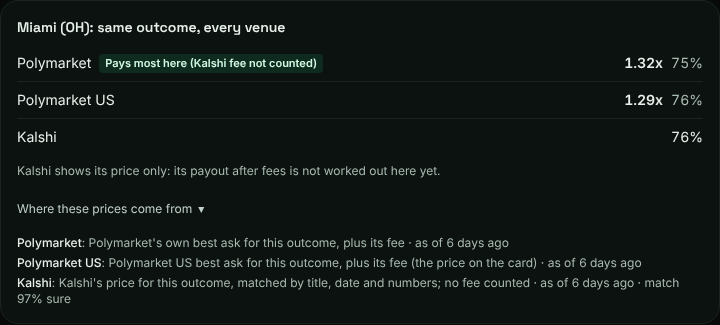 Miami (OH): same outcome, every venue
Polymarket Pays most here (Kalshi fee not counted) 1.32x 75%
Polymarket US 1.29x 76%
Kalshi 76%
Kalshi shows its price only: its payout after fees is not worked out here yet.
Where these prices come from ▾
Polymarket: Polymarket's own best ask for this outcome, plus its fee · as of 6 days ago
Polymarket US: Polymarket US best ask for this outcome, plus its fee (the price on the card) · as of 6 days ago
Kalshi: Kalshi's price for this outcome, matched by title, date and numbers; no fee counted · as of 6 days ago · match
97% sure